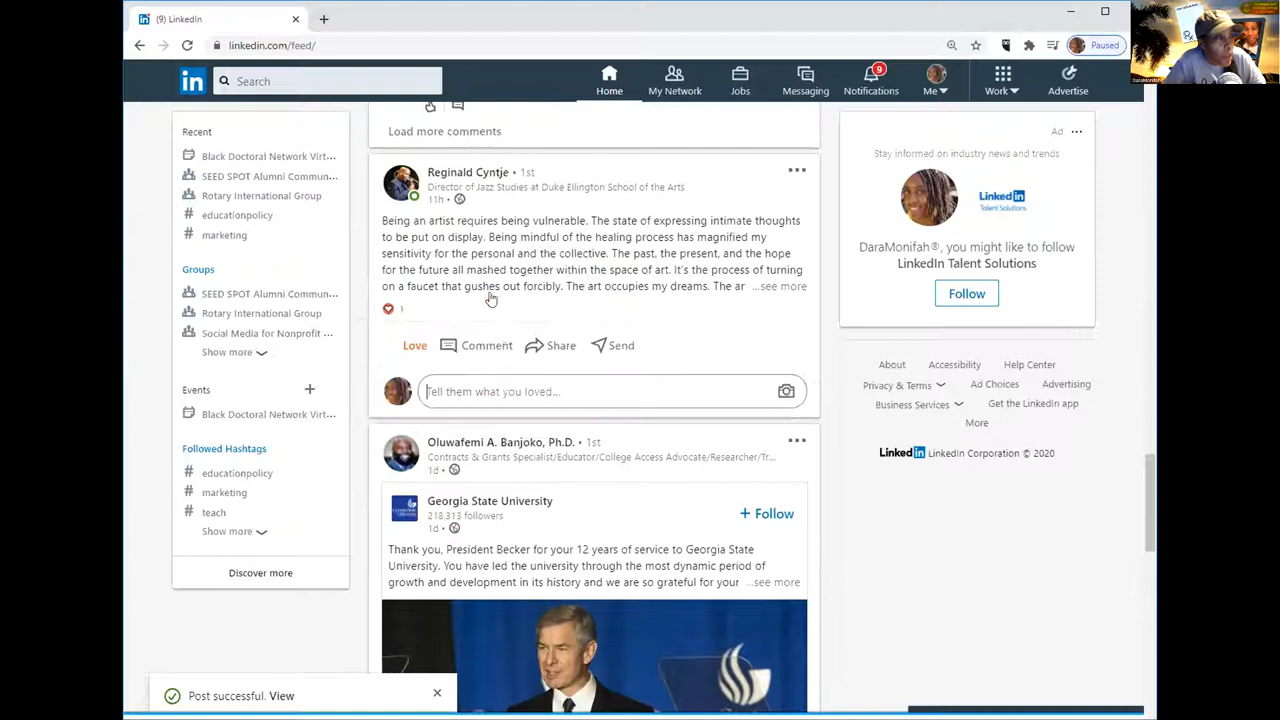 (9) LinkedIn
linkedin.com/feed/
Paused
in
Search
9
Home
My Network
Jobs
Messaging
Notifications
Me
Work
Advertise
Recent
Black Doctoral Network Virt...
SEED SPOT Alumni Commun...
Rotary International Group
# educationpolicy
# marketing
Groups
SEED SPOT Alumni Commun...
Rotary International Group
Social Media for Nonprofit ...
Show more
Events +
Black Doctoral Network Virt...
Followed Hashtags
# educationpolicy
# marketing
# teach
Show more
Discover more
Load more comments
Reginald Cyntje • 1st
Director of Jazz Studies at Duke Ellington School of the Arts
11h •
Being an artist requires being vulnerable. The state of expressing intimate thoughts
to be put on display. Being mindful of the healing process has magnified my
sensitivity for the personal and the collective. The past, the present, and the hope
for the future all mashed together within the space of art. It's the process of turning
on a faucet that gushes out forcibly. The art occupies my dreams. The ar ...see more
1
Love Comment Share Send
Tell them what you loved...
Oluwafemi A. Banjoko, Ph.D. • 1st
Contracts & Grants Specialist/Educator/College Access Advocate/Researcher/Tr...
1d •
Georgia State University
218,313 followers
1d •
+ Follow
Thank you, President Becker for your 12 years of service to Georgia State
University. You have led the university through the most dynamic period of
growth and development in its history and we are so grateful for your ...see more
Ad •••
Stay informed on industry news and trends
Linked in
Talent Solutions
DaraMonifah®, you might like to follow
LinkedIn Talent Solutions
Follow
About Accessibility Help Center
Privacy & Terms Ad Choices Advertising
Business Services Get the LinkedIn app
More
Linked in LinkedIn Corporation © 2020
Post successful. View